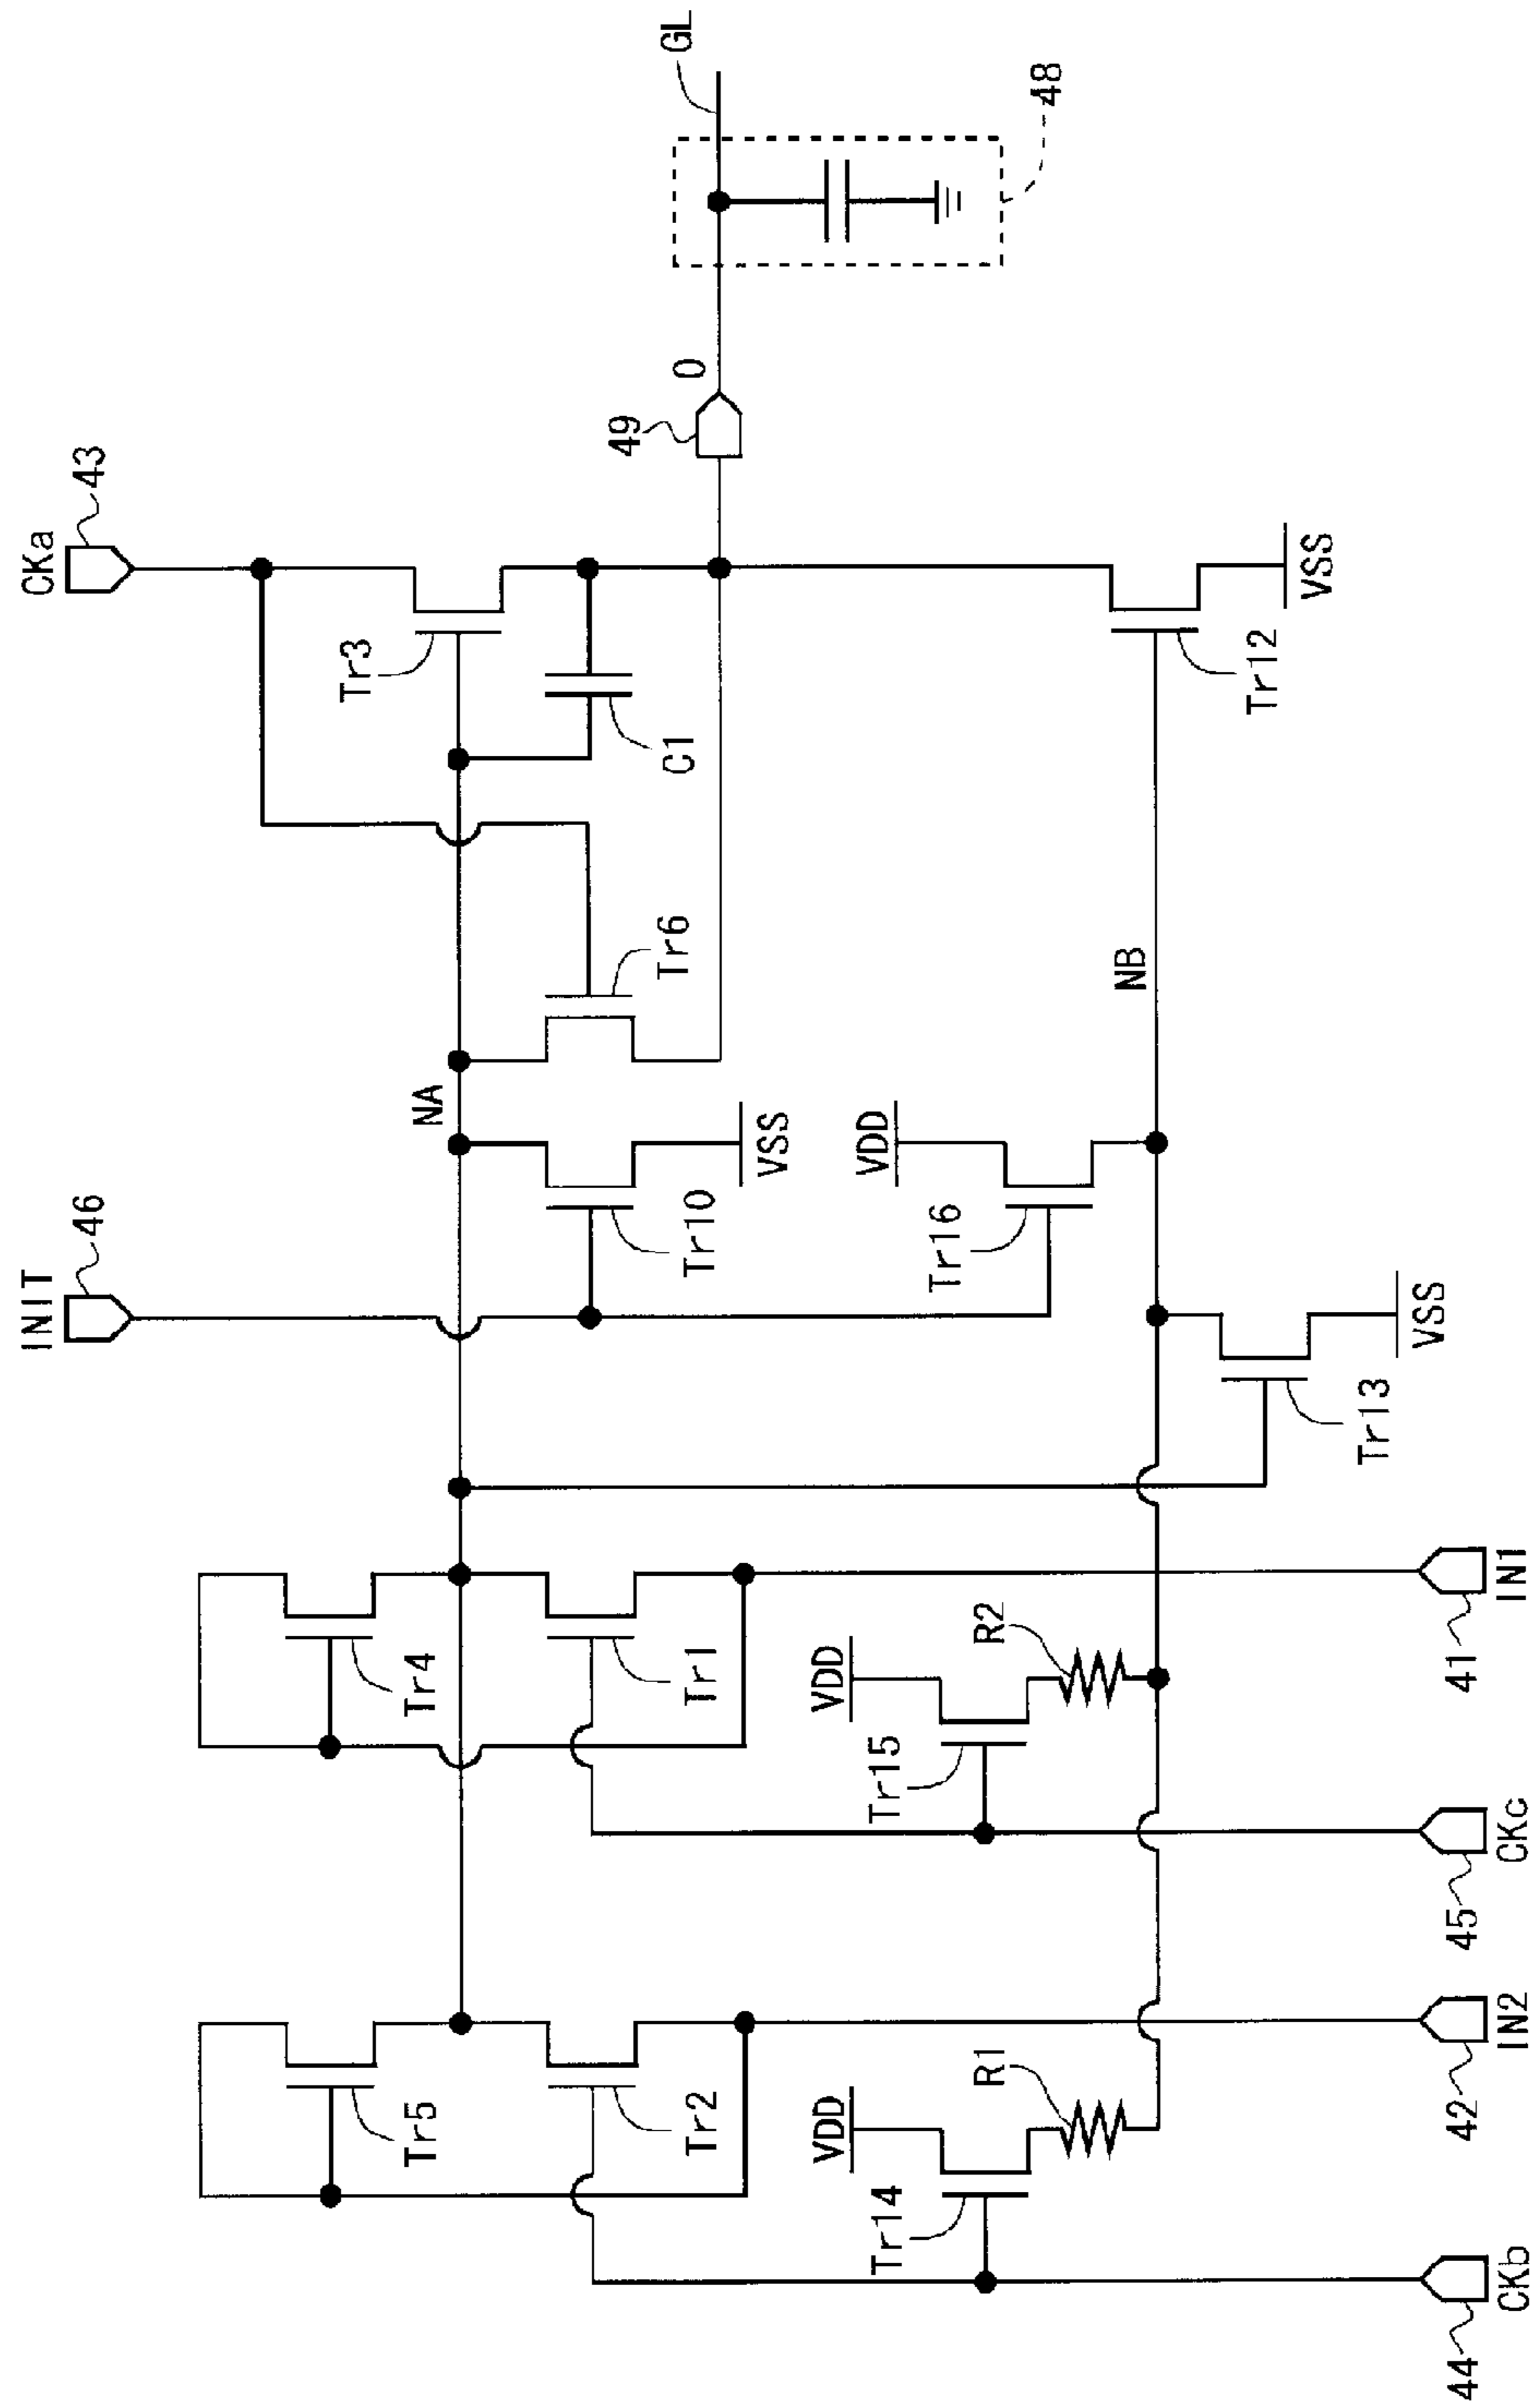 INIT
46
CKa
43
Tr5
Tr4
NA
Tr3
49
O
GL
Tr2
Tr1
Tr10
VSS
Tr6
C1
48
VDD
R1
VDD
R2
VDD
Tr14
Tr15
Tr16
NB
Tr13
VSS
Tr12
VSS
44
CKb
42
IN2
45
CKc
41
IN1